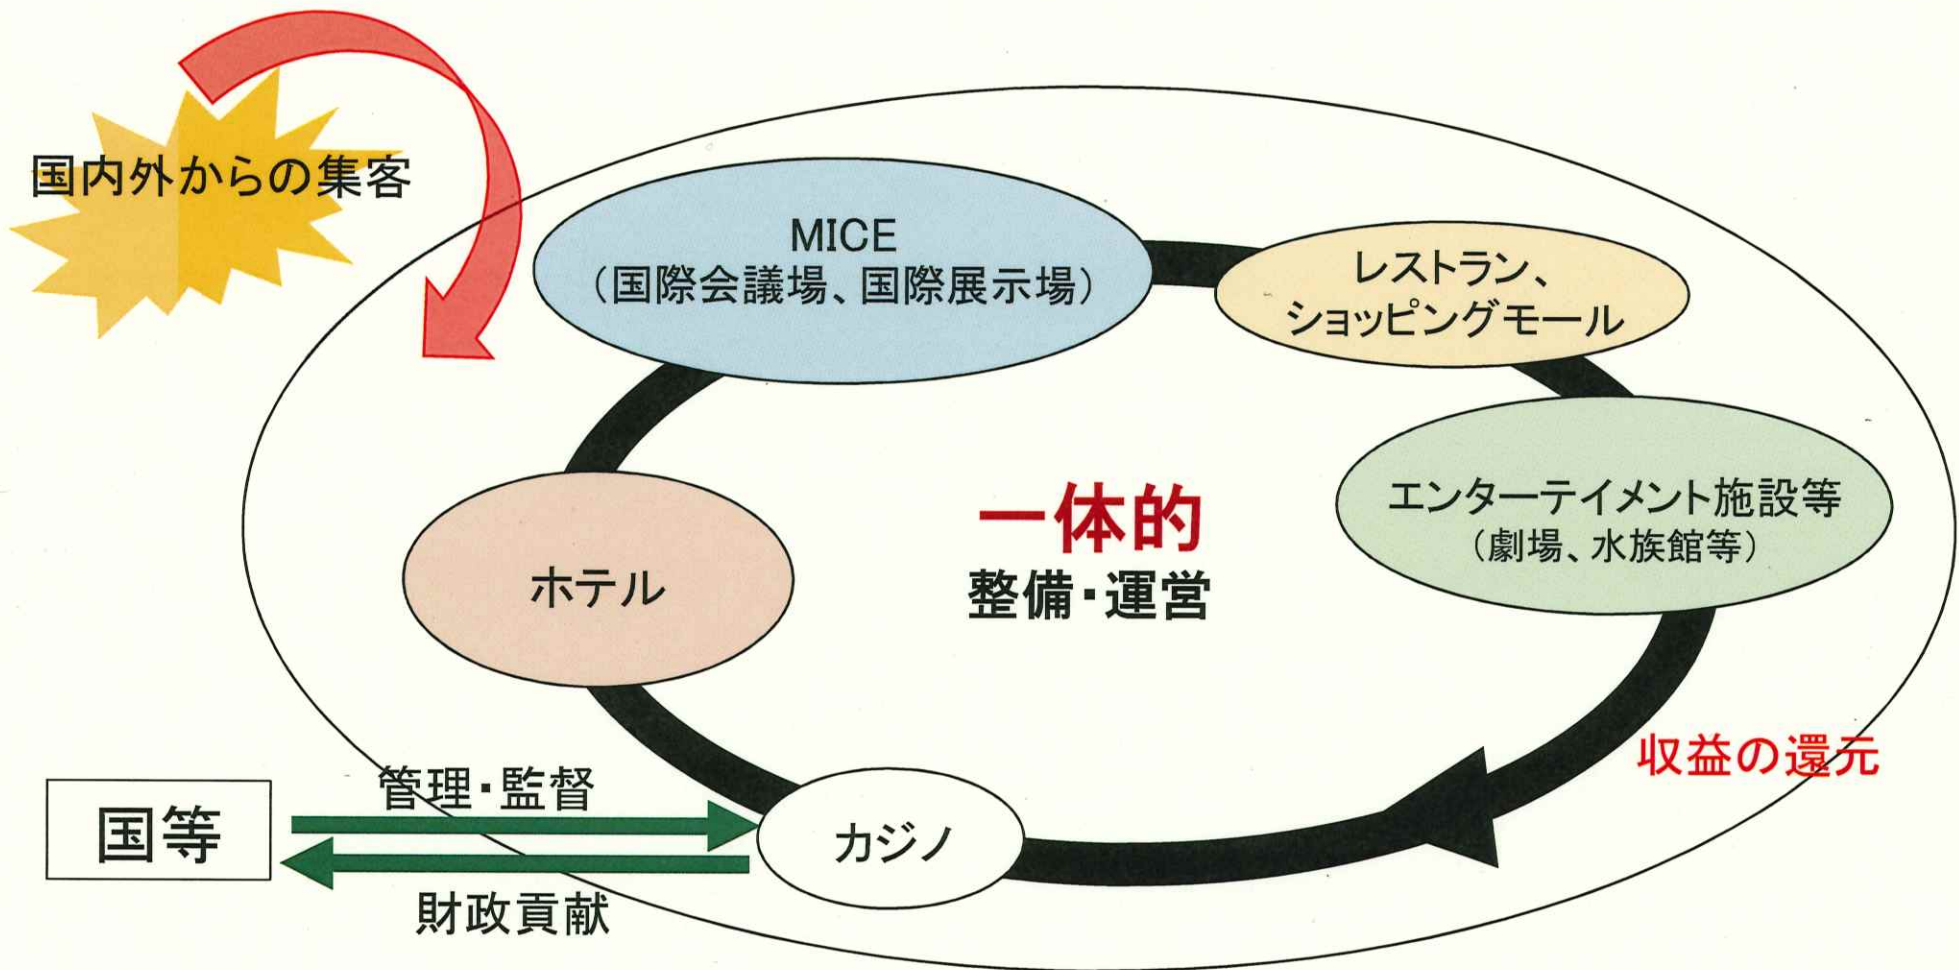 国内外からの集客
MICE
（国際会議場、国際展示場）
レストラン、
ショッピングモール
エンターテイメント施設等
（劇場、水族館等）
ホテル
一体的
整備・運営
収益の還元
管理・監督
国等
カジノ
財政貢献